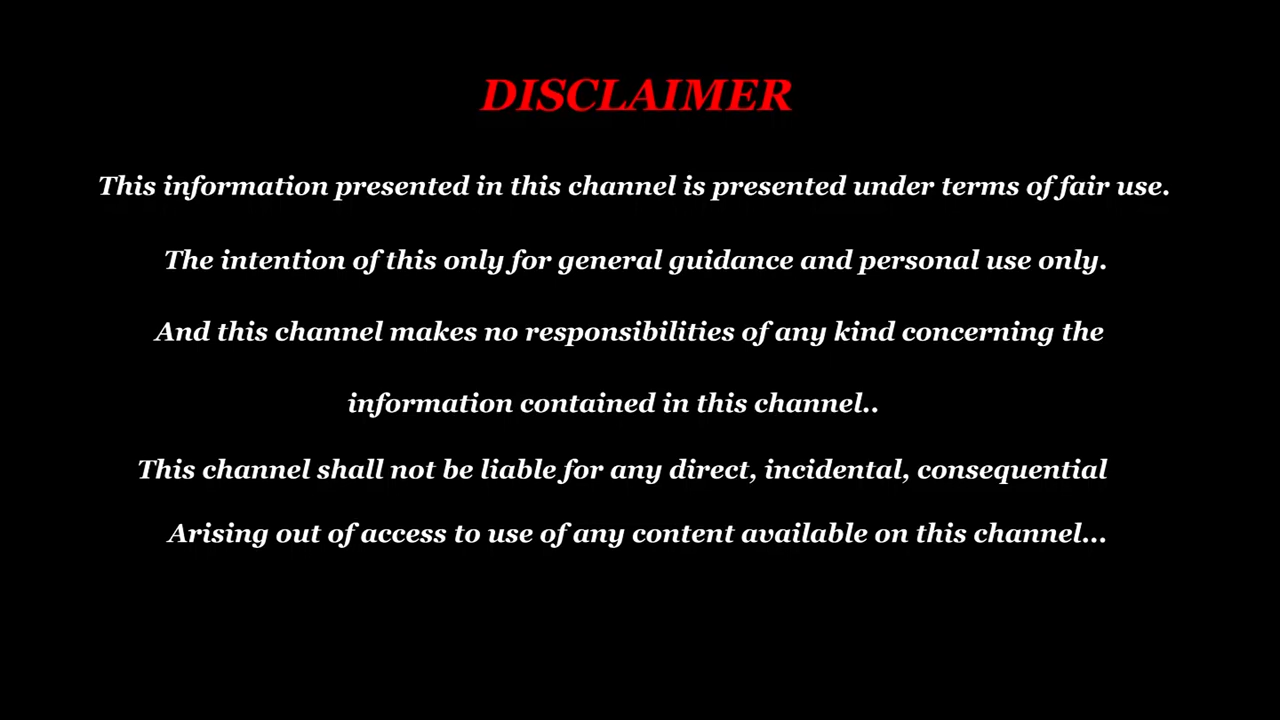 DISCLAIMER
This information presented in this channel is presented under terms of fair use.
The intention of this only for general guidance and personal use only.
And this channel makes no responsibilities of any kind concerning the
information contained in this channel..
This channel shall not be liable for any direct, incidental, consequential
Arising out of access to use of any content available on this channel...